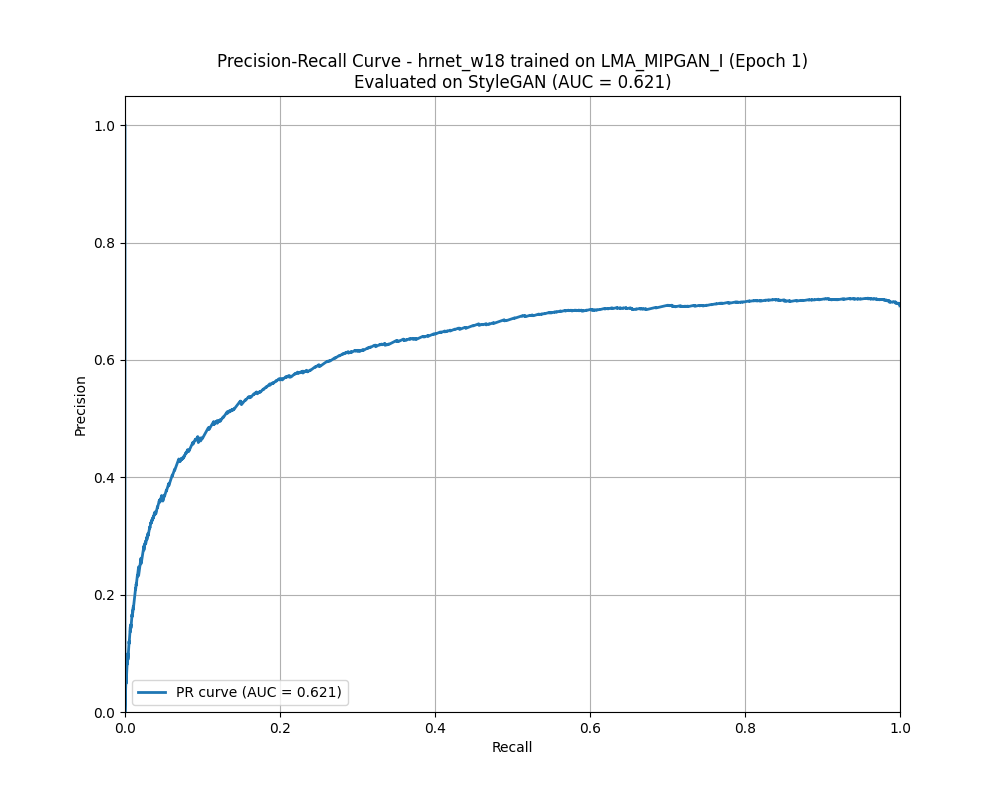 Precision-Recall Curve - hrnet_w18 trained on LMA_MIPGAN_I (Epoch 1)
Evaluated on StyleGAN (AUC = 0.621)
1.0
0.8
0.6
0.4
0.2
0.0
Precision
PR curve (AUC = 0.621)
0.0 0.2 0.4 0.6 0.8 1.0
Recall